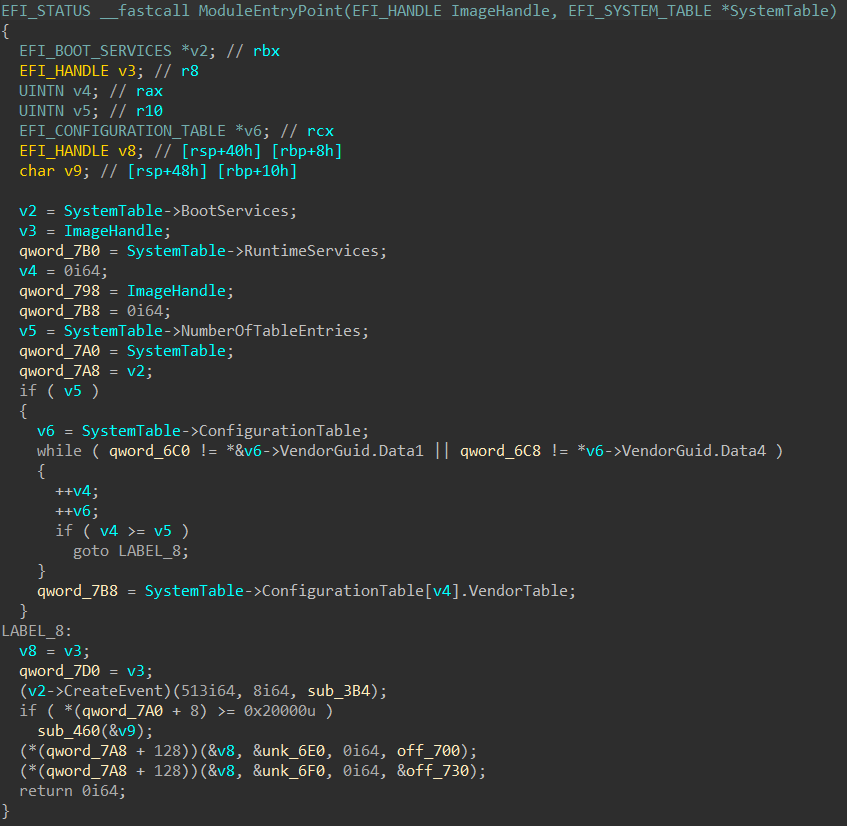 EFI_STATUS __fastcall ModuleEntryPoint(EFI_HANDLE ImageHandle, EFI_SYSTEM_TABLE *SystemTable)
{
  EFI_BOOT_SERVICES *v2; // rbx
  EFI_HANDLE v3; // r8
  UINTN v4; // rax
  UINTN v5; // r10
  EFI_CONFIGURATION_TABLE *v6; // rcx
  EFI_HANDLE v8; // [rsp+40h] [rbp+8h]
  char v9; // [rsp+48h] [rbp+10h]

  v2 = SystemTable->BootServices;
  v3 = ImageHandle;
  qword_7B0 = SystemTable->RuntimeServices;
  v4 = 0i64;
  qword_798 = ImageHandle;
  qword_7B8 = 0i64;
  v5 = SystemTable->NumberOfTableEntries;
  qword_7A0 = SystemTable;
  qword_7A8 = v2;
  if ( v5 )
  {
    v6 = SystemTable->ConfigurationTable;
    while ( qword_6C0 != *&v6->VendorGuid.Data1 || qword_6C8 != *v6->VendorGuid.Data4 )
    {
      ++v4;
      ++v6;
      if ( v4 >= v5 )
        goto LABEL_8;
    }
    qword_7B8 = SystemTable->ConfigurationTable[v4].VendorTable;
  }
LABEL_8:
  v8 = v3;
  qword_7D0 = v3;
  (v2->CreateEvent)(513i64, 8i64, sub_3B4);
  if ( *(qword_7A0 + 8) >= 0x20000u )
    sub_460(&v9);
  (*(qword_7A8 + 128))(&v8, &unk_6E0, 0i64, off_700);
  (*(qword_7A8 + 128))(&v8, &unk_6F0, 0i64, &off_730);
  return 0i64;
}